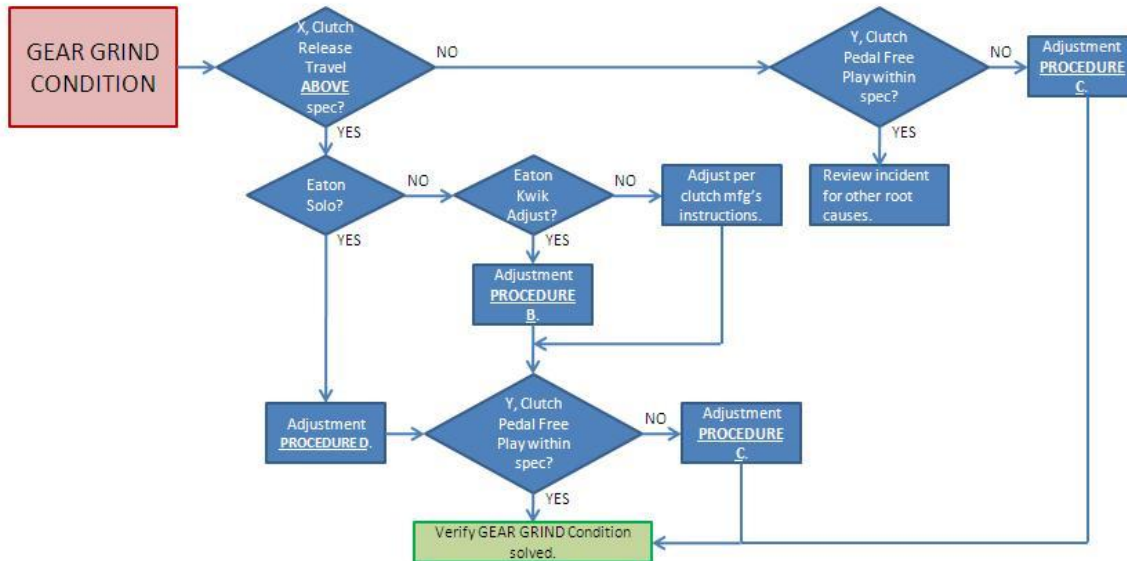 GEAR GRIND
CONDITION
X, Clutch
Release
Travel
ABOVE
spec?
NO
Y, Clutch
Pedal Free
Play within
spec?
NO
Adjustment
PROCEDURE
C.
YES
YES
Eaton
Solo?
NO
Eaton
Kwik
Adjust?
NO
Adjust per
clutch mfg's
instructions.
Review incident
for other root
causes.
YES
YES
Adjustment
PROCEDURE
B.
Adjustment
PROCEDURE D.
Y, Clutch
Pedal Free
Play within
spec?
NO
Adjustment
PROCEDURE
C.
YES
Verify GEAR GRIND Condition
solved.